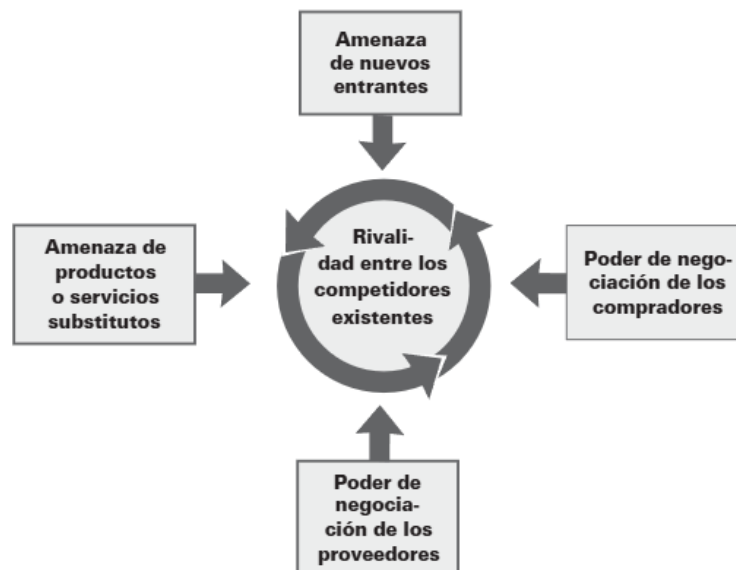 Amenaza
de nuevos
entrantes
Amenaza de
productos
o servicios
substitutos
Rivali-
dad entre los
competidores
existentes
Poder de nego-
ciación de los
compradores
Poder de
negocia-
ción de los
proveedores